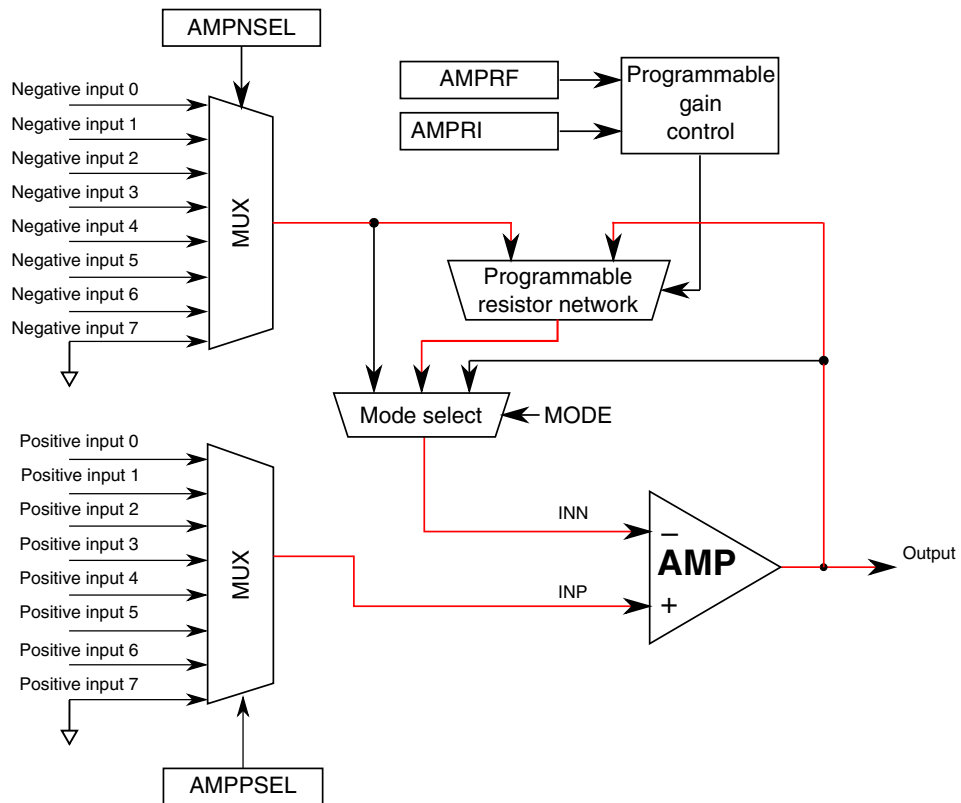 AMPNSEL
Negative input 0
Negative input 1
Negative input 2
Negative input 3
Negative input 4
Negative input 5
Negative input 6
Negative input 7
MUX
AMPRF
AMPRI
Programmable
gain
control
Programmable
resistor network
Mode select
MODE
Positive input 0
Positive input 1
Positive input 2
Positive input 3
Positive input 4
Positive input 5
Positive input 6
Positive input 7
MUX
INN
INP
−
AMP
+
Output
AMPPSEL